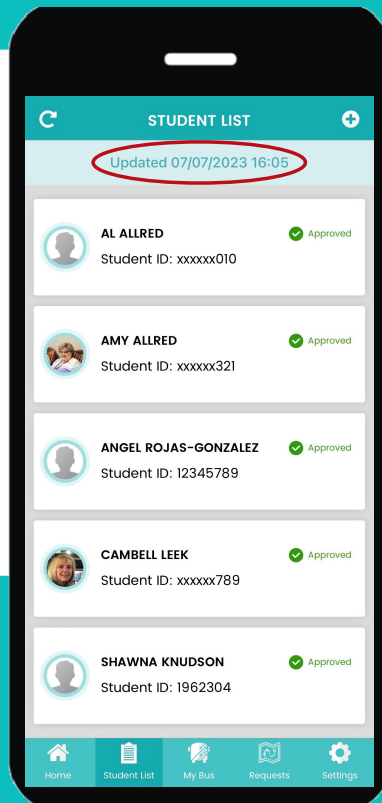 STUDENT LIST
Updated 07/07/2023 16:05
AL ALLRED
Approved
Student ID: xxxxxx010
AMY ALLRED
Approved
Student ID: xxxxxx321
ANGEL ROJAS-GONZALEZ
Approved
Student ID: 12345789
CAMBELL LEEK
Approved
Student ID: xxxxxx789
SHAWNA KNUDSON
Approved
Student ID: 1962304
Home
Student List
My Bus
Requests
Settings